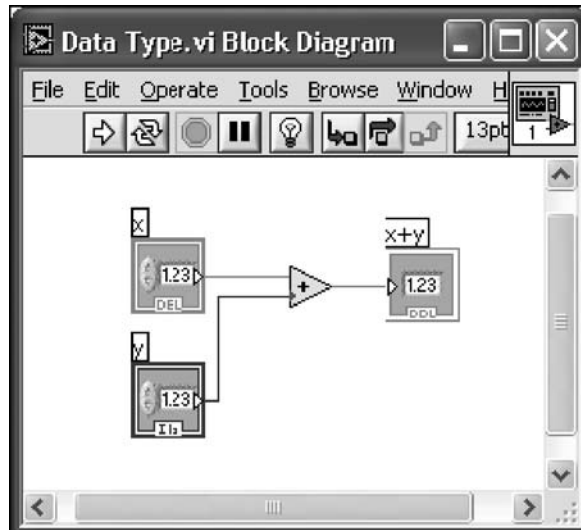 Data Type.vi Block Diagram
File Edit Operate Tools Browse Window H
13pt
1
x
1.23
DBL
x+y
1.23
DBL
y
1.23
I16